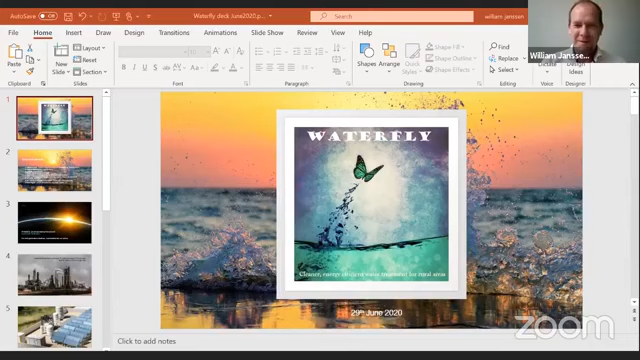 AutoSave Off
Waterfly deck June2020.p...
Search
william janssen
File Home Insert Draw Design Transitions Animations Slide Show Review
Paste
New
Slide
Layout
Reset
Section
Shapes
Arrange
Quick
Styles
Shape Fill
Shape Outline
Shape Effects
Find
Replace
Select
Dictate
Design
Ideas
William Jansse...
Clipboard
Slides
Font
Paragraph
Drawing
Editing
Voice
Designer
1
2
3
4
5
WATERFLY
Cleaner, energy efficient water treatment for rural areas
29th June 2020
Click to add notes
zoom